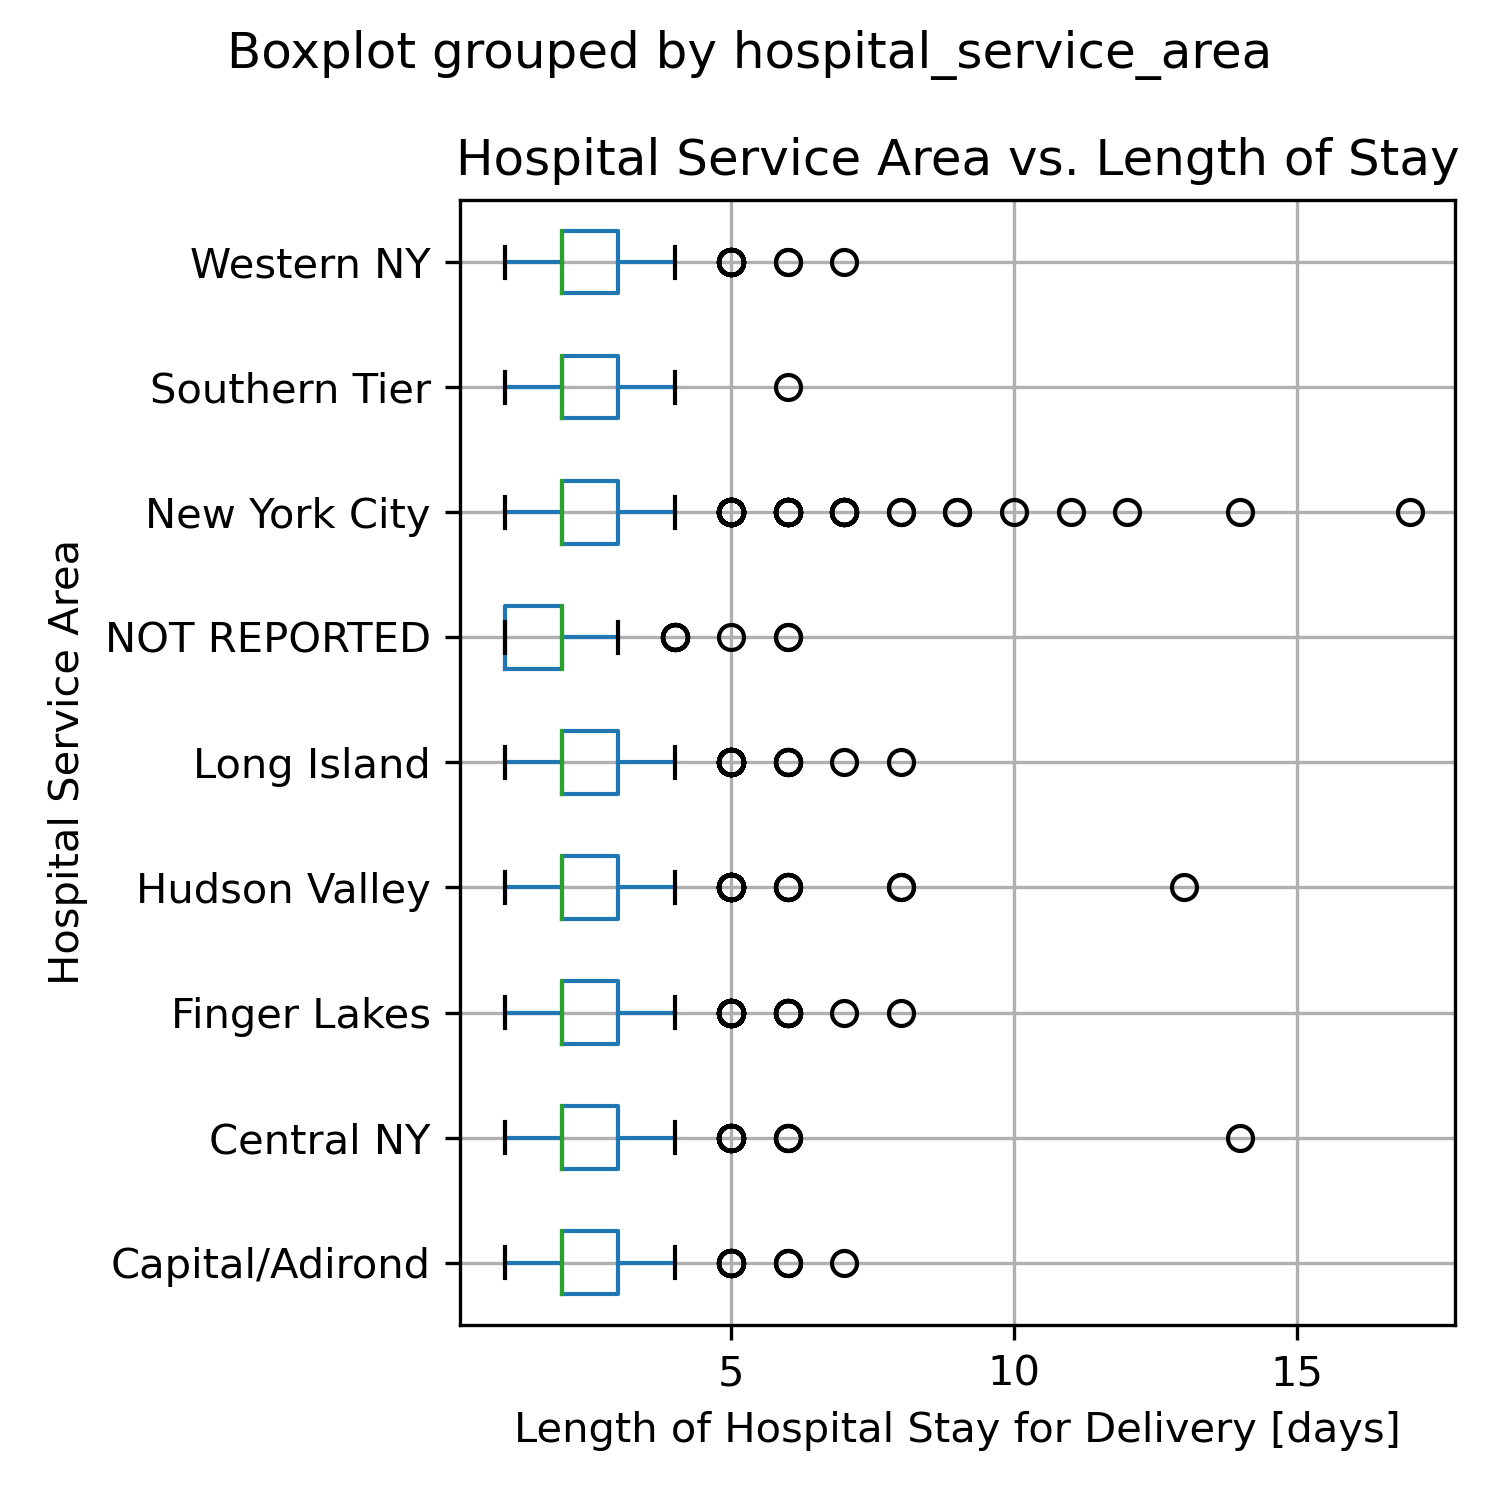 Boxplot grouped by hospital_service_area
Hospital Service Area vs. Length of Stay
Western NY
Southern Tier
New York City
NOT REPORTED
Long Island
Hudson Valley
Finger Lakes
Central NY
Capital/Adirond
Hospital Service Area
5 10 15
Length of Hospital Stay for Delivery [days]